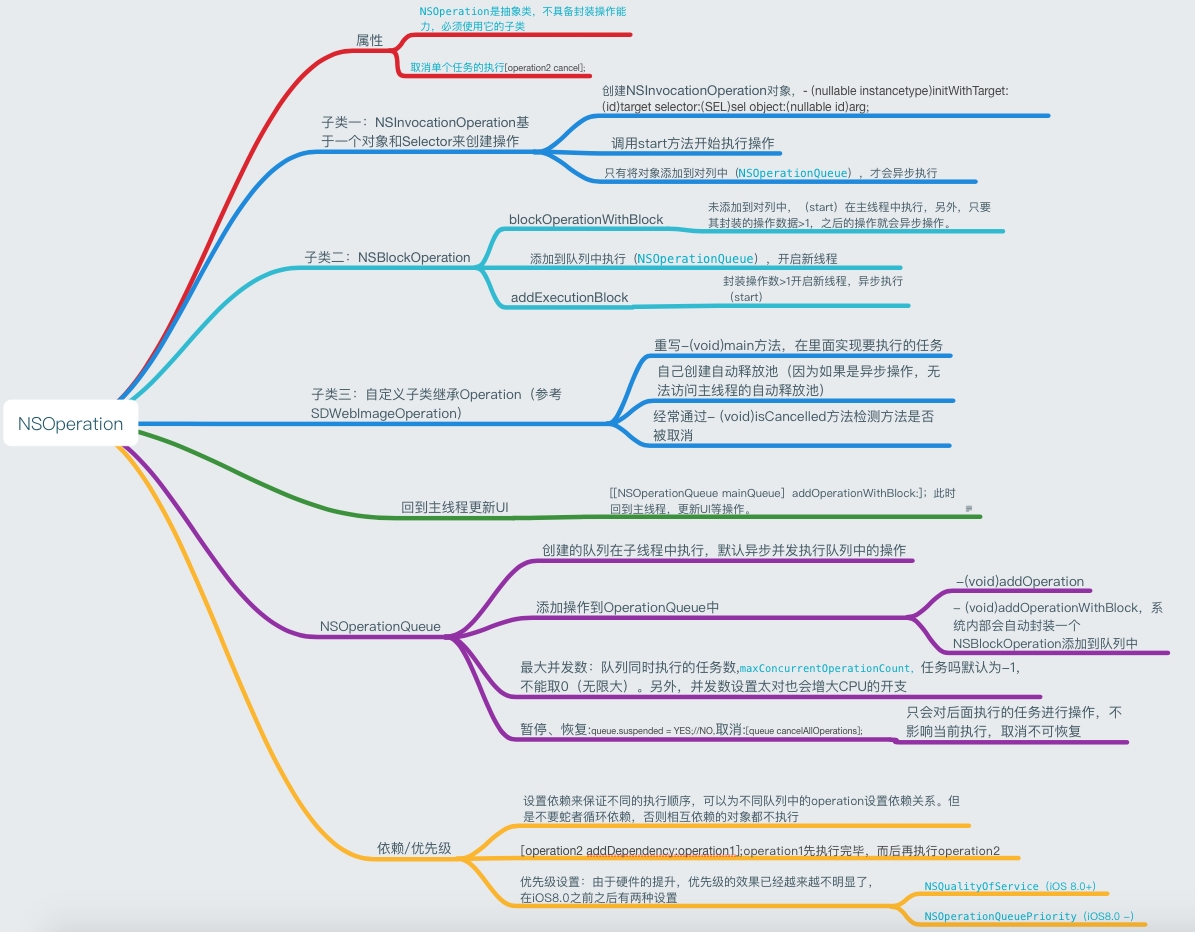 NSOperation
属性
NSOperation是抽象类，不具备封装操作能
力，必须使用它的子类
取消单个任务的执行[operation2 cancel];
子类一：NSInvocationOperation基
于一个对象和Selector来创建操作
创建NSInvocationOperation对象，- (nullable instancetype)initWithTarget:
(id)target selector:(SEL)sel object:(nullable id)arg;
调用start方法开始执行操作
只有将对象添加到对列中（NSOperationQueue），才会异步执行
子类二：NSBlockOperation
blockOperationWithBlock
未添加到对列中，（start）在主线程中执行，另外，只要
其封装的操作数据>1，之后的操作就会异步操作。
添加到队列中执行（NSOperationQueue），开启新线程
addExecutionBlock
封装操作数>1开启新线程，异步执行
（start）
子类三：自定义子类继承Operation（参考
SDWebImageOperation）
重写-(void)main方法，在里面实现要执行的任务
自己创建自动释放池（因为如果是异步操作，无
法访问主线程的自动释放池）
经常通过- (void)isCancelled方法检测方法是否
被取消
回到主线程更新UI
[[NSOperationQueue mainQueue] addOperationWithBlock:]；此时
回到主线程，更新UI等操作。
NSOperationQueue
创建的队列在子线程中执行，默认异步并发执行队列中的操作
添加操作到OperationQueue中
-(void)addOperation
- (void)addOperationWithBlock，系
统内部会自动封装一个
NSBlockOperation添加到队列中
最大并发数：队列同时执行的任务数,maxConcurrentOperationCount，任务吗默认为-1，
不能取0（无限大）。另外，并发数设置太对也会增大CPU的开支
暂停、恢复:queue.suspended = YES;//NO,取消:[queue cancelAllOperations];
只会对后面执行的任务进行操作，不
影响当前执行，取消不可恢复
依赖/优先级
设置依赖来保证不同的执行顺序，可以为不同队列中的operation设置依赖关系。但
是不要蛇者循环依赖，否则相互依赖的对象都不执行
[operation2 addDependency:operation1];operation1先执行完毕，而后再执行operation2
优先级设置：由于硬件的提升，优先级的效果已经越来越不明显了，
在iOS8.0之前之后有两种设置
NSQualityOfService（iOS 8.0+)
NSOperationQueuePriority（iOS8.0 -）